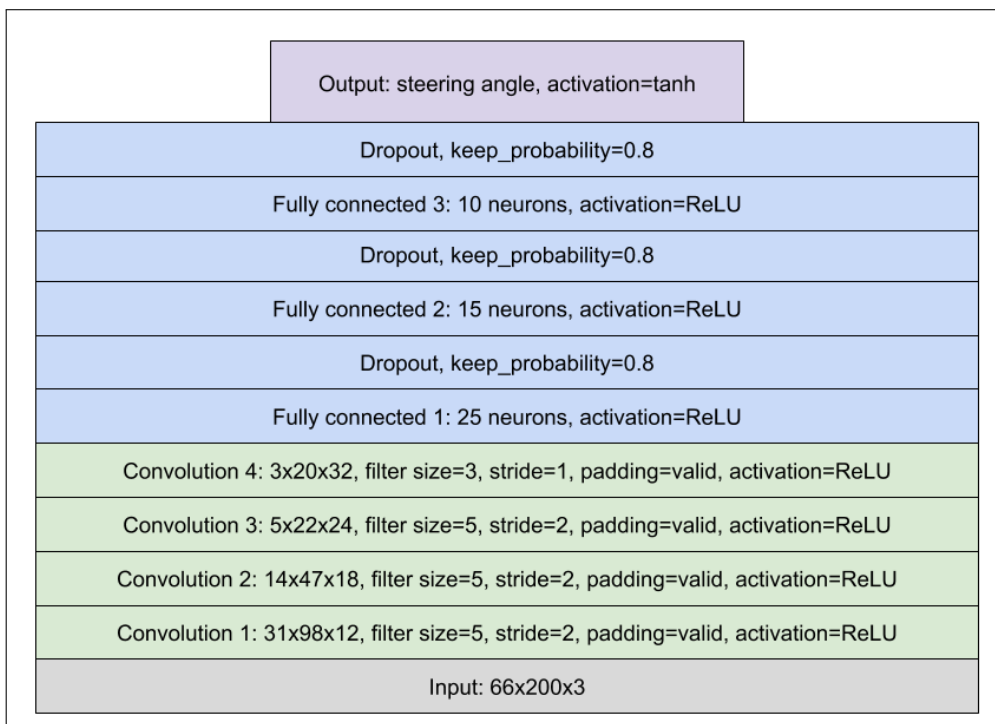 Output: steering angle, activation=tanh
Dropout, keep_probability=0.8
Fully connected 3: 10 neurons, activation=ReLU
Dropout, keep_probability=0.8
Fully connected 2: 15 neurons, activation=ReLU
Dropout, keep_probability=0.8
Fully connected 1: 25 neurons, activation=ReLU
Convolution 4: 3x20x32, filter size=3, stride=1, padding=valid, activation=ReLU
Convolution 3: 5x22x24, filter size=5, stride=2, padding=valid, activation=ReLU
Convolution 2: 14x47x18, filter size=5, stride=2, padding=valid, activation=ReLU
Convolution 1: 31x98x12, filter size=5, stride=2, padding=valid, activation=ReLU
Input: 66x200x3